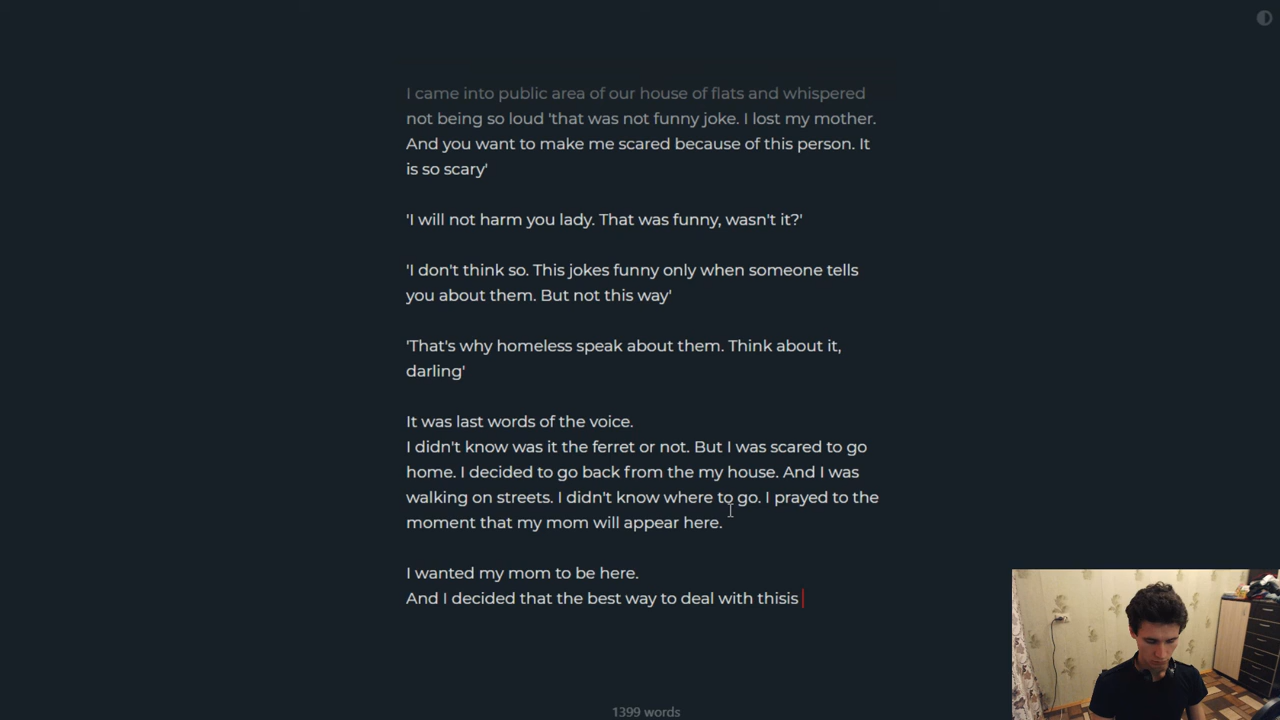 I came into public area of our house of flats and whispered
not being so loud 'that was not funny joke. I lost my mother.
And you want to make me scared because of this person. It
is so scary'
'I will not harm you lady. That was funny, wasn't it?'
'I don't think so. This jokes funny only when someone tells
you about them. But not this way'
'That's why homeless speak about them. Think about it,
darling'
It was last words of the voice.
I didn't know was it the ferret or not. But I was scared to go
home. I decided to go back from the my house. And I was
walking on streets. I didn't know where to go. I prayed to the
moment that my mom will appear here.
I wanted my mom to be here.
And I decided that the best way to deal with thisis
1399 words